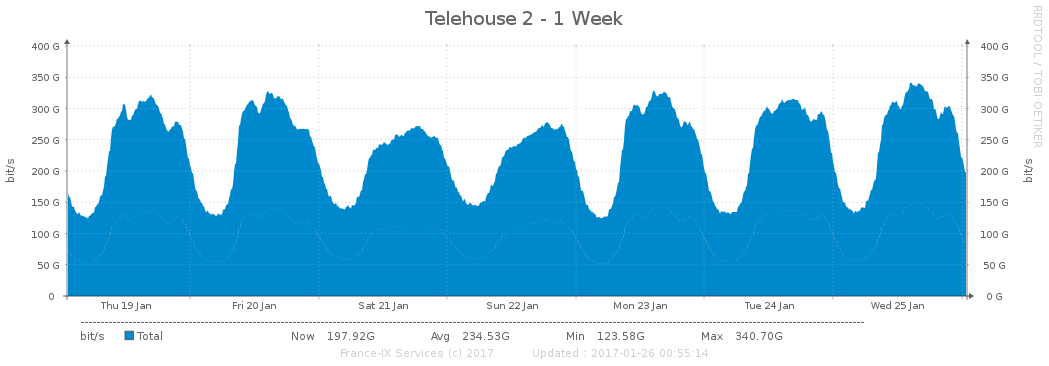 Telehouse 2 - 1 Week
RRDTOOL / TOBI OETIKER
400 G 400 G
350 G 350 G
300 G 300 G
250 G 250 G
200 G 200 G
150 G 150 G
100 G 100 G
50 G 50 G
0 0 G
bit/s
bit/s
Thu 19 Jan Fri 20 Jan Sat 21 Jan Sun 22 Jan Mon 23 Jan Tue 24 Jan Wed 25 Jan
bit/s Total Now 197.92G Avg 234.53G Min 123.58G Max 340.70G
France-IX Services (c) 2017 Updated : 2017-01-26 00:55:14